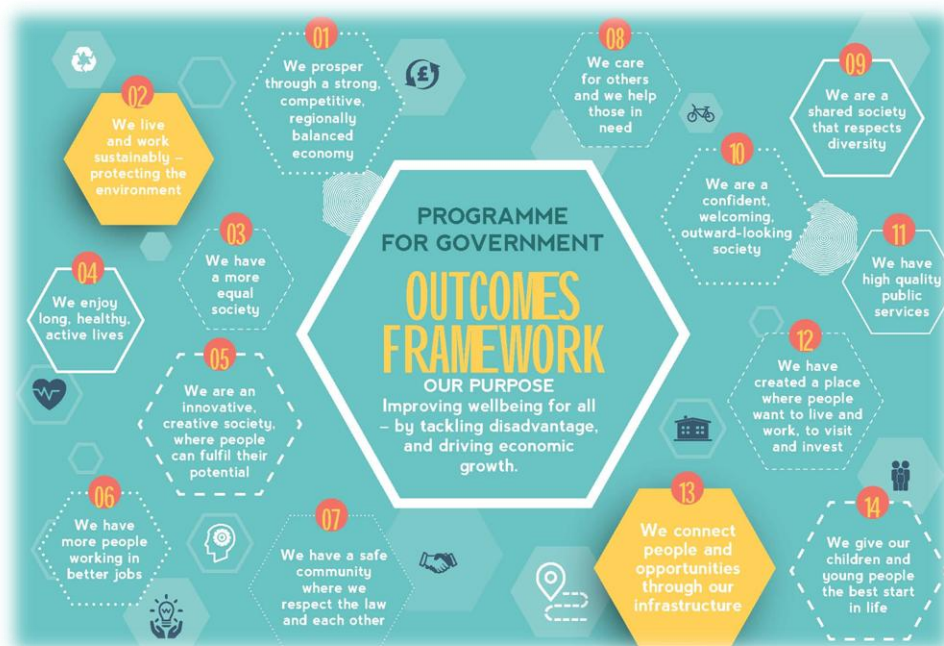 PROGRAMME
FOR GOVERNMENT
OUTCOMES
FRAMEWORK
OUR PURPOSE
Improving wellbeing for all
– by tackling disadvantage,
and driving economic
growth.
01
We prosper
through a strong,
competitive,
regionally
balanced
economy
02
We live
and work
sustainably –
protecting the
environment
03
We have
a more
equal
society
04
We enjoy
long, healthy,
active lives
05
We are an
innovative,
creative society,
where people
can fulfil their
potential
06
We have
more people
working in
better jobs
07
We have a safe
community
where we
respect the law
and each other
08
We care
for others
and we help
those in
need
09
We are a
shared society
that respects
diversity
10
We are a
confident,
welcoming,
outward-looking
society
11
We have
high quality
public
services
12
We have
created a place
where people
want to live and
work, to visit
and invest
13
We connect
people and
opportunities
through our
infrastructure
14
We give our
children and
young people
the best start
in life
£
W